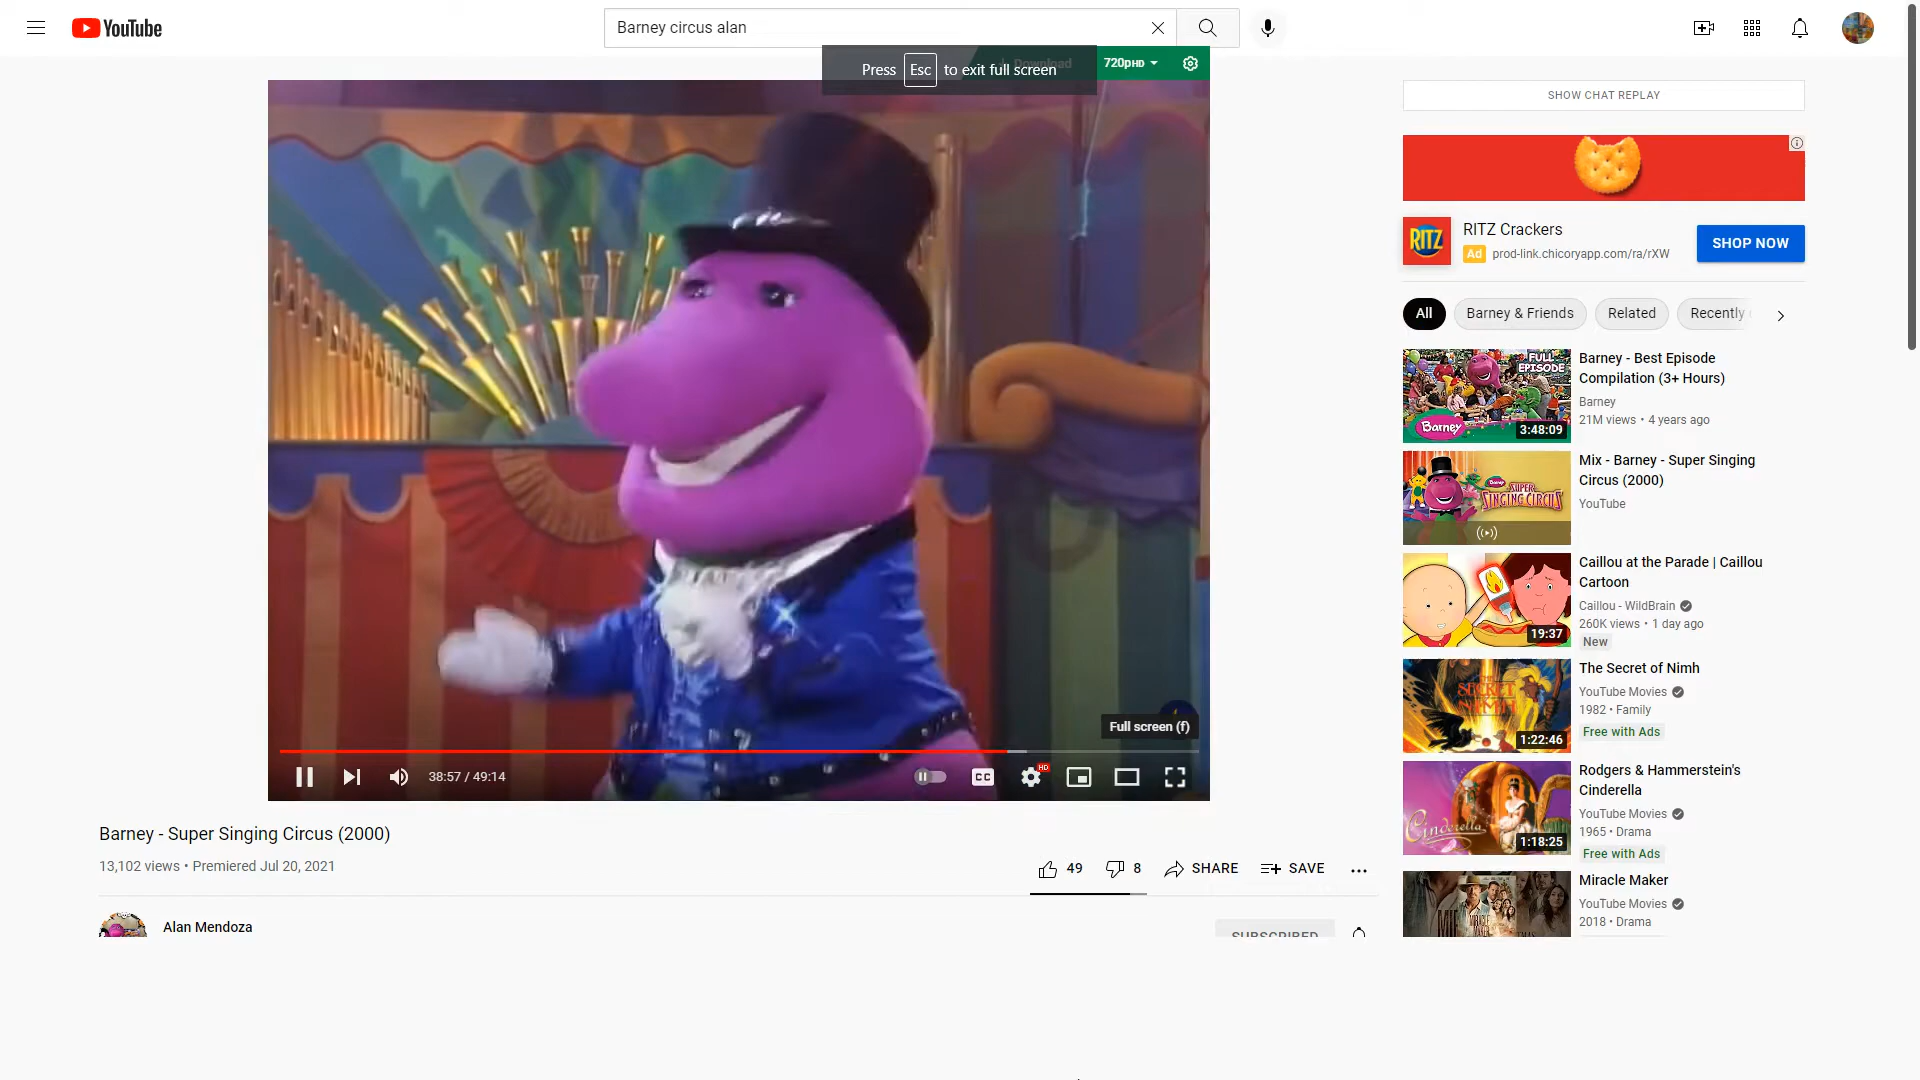 YouTube
Barney circus alan
Press Esc to exit full screen
Download
720PHD
SHOW CHAT REPLAY
RITZ
RITZ Crackers
Ad prod-link.chicoryapp.com/ra/rXW
SHOP NOW
All
Barney & Friends
Related
Recently
FULL EPISODE
Barney
3:48:09
Barney - Best Episode
Compilation (3+ Hours)
Barney
21M views • 4 years ago
Barney
SUPER
SINGING CIRCUS
Mix - Barney - Super Singing
Circus (2000)
YouTube
19:37
Caillou at the Parade | Caillou
Cartoon
Caillou - WildBrain
260K views • 1 day ago
New
THE
SECRET
OF
NIMH
1:22:46
The Secret of Nimh
YouTube Movies
1982 • Family
Free with Ads
Cinderella
1:18:25
Rodgers & Hammerstein's
Cinderella
YouTube Movies
1965 • Drama
Free with Ads
Miracle Maker
YouTube Movies
2018 • Drama
Full screen (f)
38:57 / 49:14
CC
HD
Barney - Super Singing Circus (2000)
13,102 views • Premiered Jul 20, 2021
49
8
SHARE
SAVE
Alan Mendoza
SUBSCRIBED